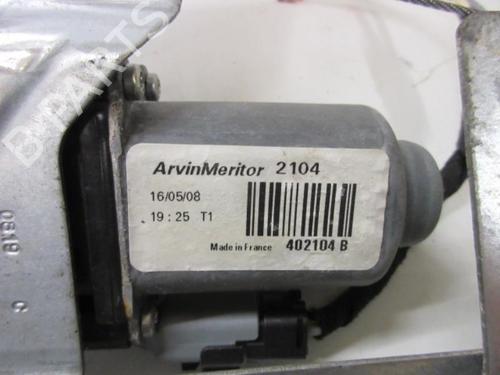 ArvinMeritor 2104
16/05/08
19:25 T1
Made in France 402104 B
B-PARTS